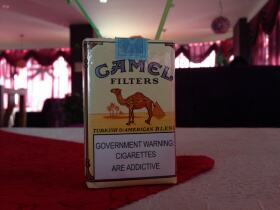 CAMEL
FILTERS
TURKISH & AMERICAN BLEND
GOVERNMENT WARNING
CIGARETTES
ARE ADDICTIVE